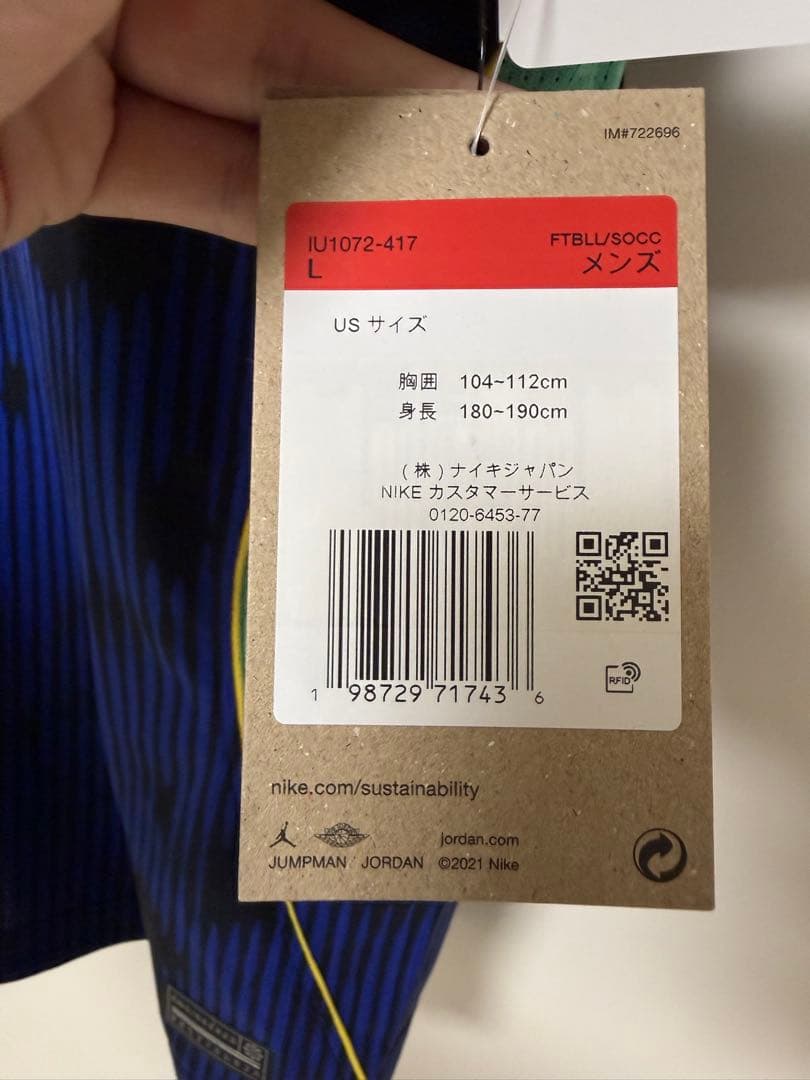 IM#722696
IU1072-417
FTBLL/SOCC
L
メンズ
US サイズ
胸囲 104~112cm
身長 180~190cm
(株)ナイキジャパン
NIKE カスタマーサービス
0120-6453-77
1 98729 71743 6
RFID
nike.com/sustainability
jordan.com
JUMPMAN JORDAN ©2021 Nike